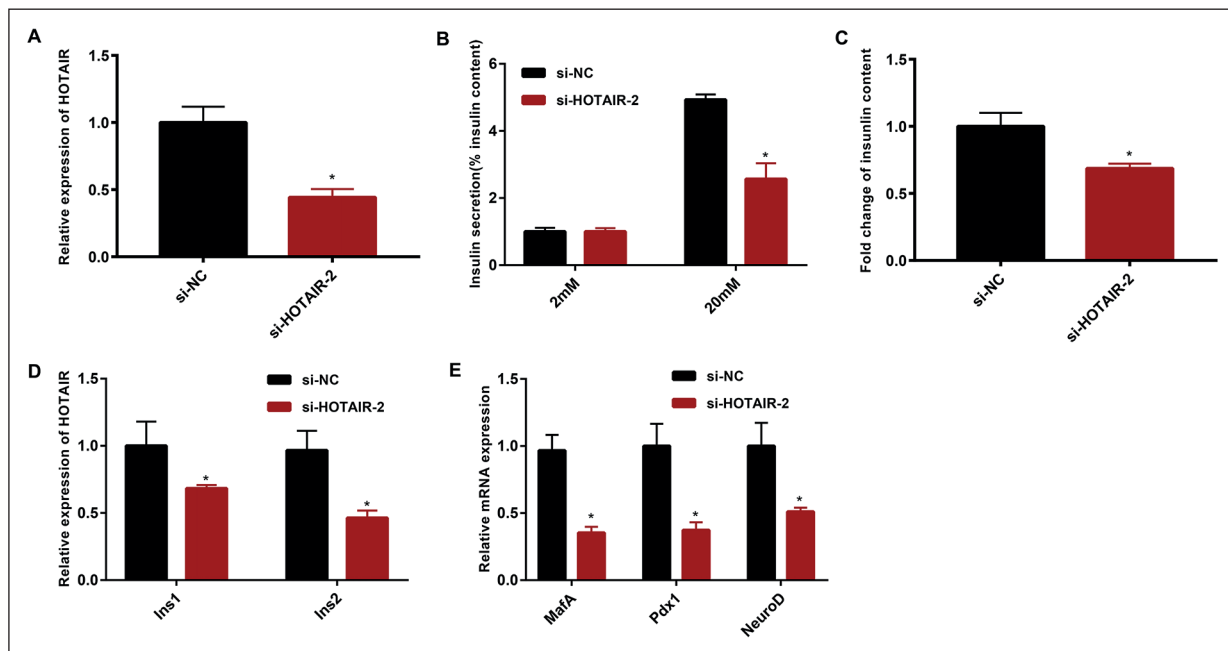 A
Relative expression of HOTAIR
1.5
1.0
0.5
0.0
*
si-NC
si-HOTAIR-2
B
Insulin secretion(% insulin content)
6
4
2
0
si-NC
si-HOTAIR-2
*
2mM
20mM
C
Fold change of insunlin content
1.5
1.0
0.5
0.0
*
si-NC
si-HOTAIR-2
D
Relative expression of HOTAIR
1.5
1.0
0.5
0.0
si-NC
si-HOTAIR-2
*
*
Ins1
Ins2
E
Relative mRNA expression
1.5
1.0
0.5
0.0
si-NC
si-HOTAIR-2
*
*
*
MafA
Pdx1
NeuroD